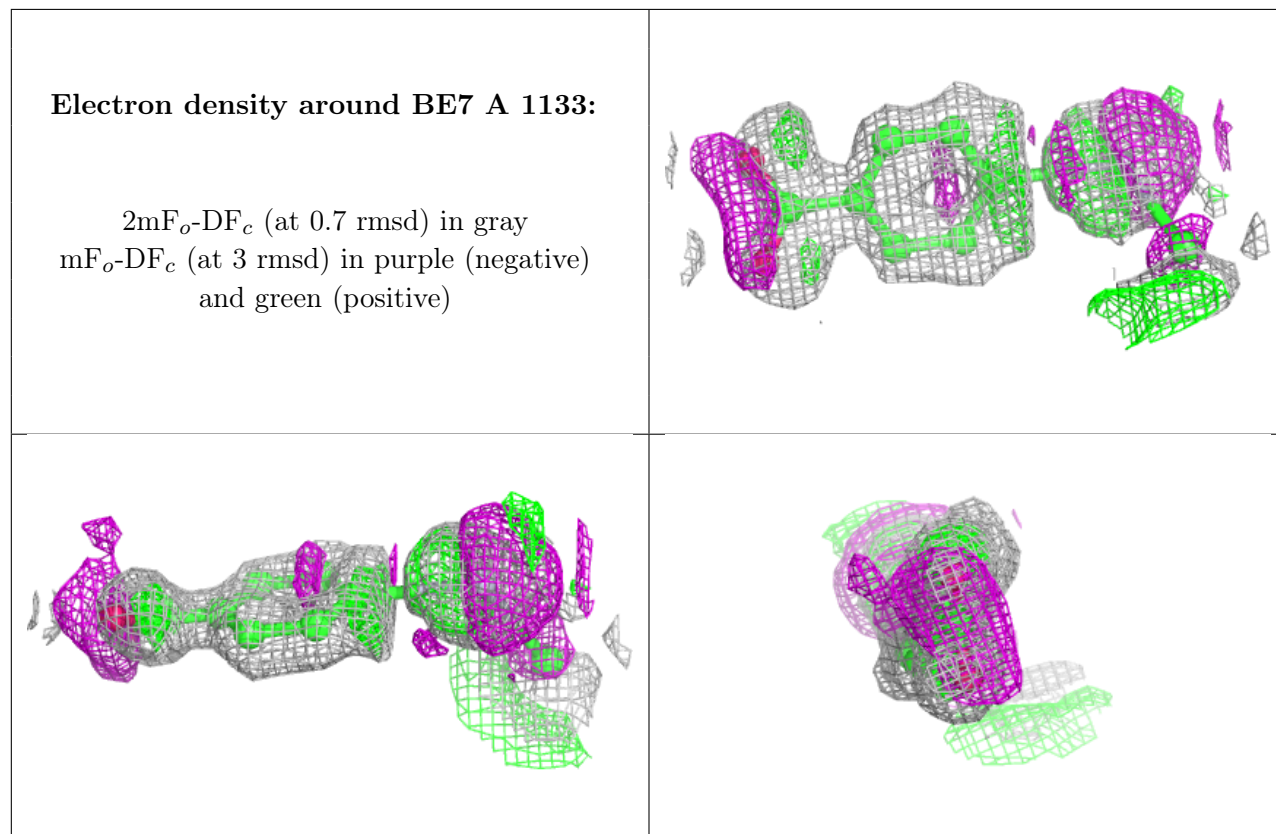 Electron density around BE7 A 1133:
2mFo-DFc (at 0.7 rmsd) in gray
mFo-DFc (at 3 rmsd) in purple (negative)
and green (positive)